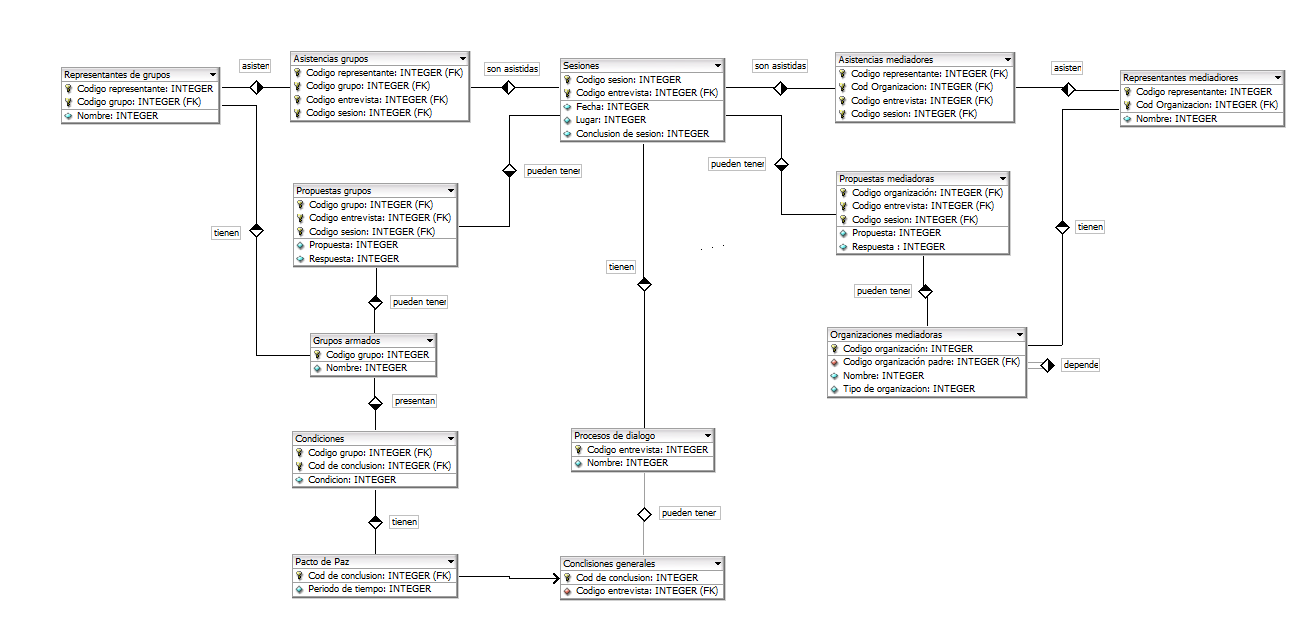 Representantes de grupos
Codigo representante: INTEGER
Codigo grupo: INTEGER (FK)
Nombre: INTEGER
asisten
Asistencias grupos
Codigo representante: INTEGER (FK)
Codigo grupo: INTEGER (FK)
Codigo entrevista: INTEGER (FK)
Codigo sesion: INTEGER (FK)
son asistidas
Sesiones
Codigo sesion: INTEGER
Codigo entrevista: INTEGER (FK)
Fecha: INTEGER
Lugar: INTEGER
Conclusion de sesion: INTEGER
son asistidas
Asistencias mediadores
Codigo representante: INTEGER (FK)
Cod Organizacion: INTEGER (FK)
Codigo entrevista: INTEGER (FK)
Codigo sesion: INTEGER (FK)
asisten
Representantes mediadores
Codigo representante: INTEGER
Cod Organizacion: INTEGER (FK)
Nombre: INTEGER
pueden tener
pueden tener
tienen
Propuestas grupos
Codigo grupo: INTEGER (FK)
Codigo entrevista: INTEGER (FK)
Codigo sesion: INTEGER (FK)
Propuesta: INTEGER
Respuesta: INTEGER
Propuestas mediadoras
Codigo organización: INTEGER (FK)
Codigo entrevista: INTEGER (FK)
Codigo sesion: INTEGER (FK)
Propuesta: INTEGER
Respuesta : INTEGER
tienen
tienen
pueden tener
pueden tener
Grupos armados
Codigo grupo: INTEGER
Nombre: INTEGER
Organizaciones mediadoras
Codigo organización: INTEGER
Codigo organización padre: INTEGER (FK)
Nombre: INTEGER
Tipo de organizacion: INTEGER
depende
presentan
Condiciones
Codigo grupo: INTEGER (FK)
Cod de conclusion: INTEGER (FK)
Condicion: INTEGER
Procesos de dialogo
Codigo entrevista: INTEGER
Nombre: INTEGER
tienen
pueden tener
Pacto de Paz
Cod de conclusion: INTEGER (FK)
Periodo de tiempo: INTEGER
Conclisiones generales
Cod de conclusion: INTEGER
Codigo entrevista: INTEGER (FK)